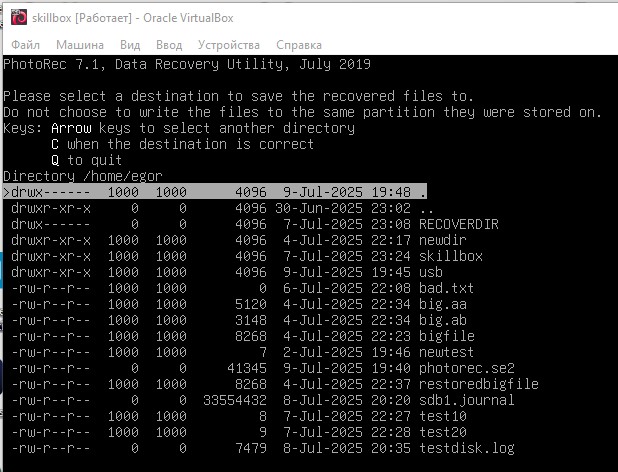 skillbox [Работает] - Oracle VirtualBox
Файл Машина Вид Ввод Устройства Справка
PhotoRec 7.1, Data Recovery Utility, July 2019
Please select a destination to save the recovered files to.
Do not choose to write the files to the same partition they were stored on.
Keys: Arrow keys to select another directory
C when the destination is correct
Q to quit
Directory /home/egor
>drwx------ 1000 1000 4096 9-Jul-2025 19:48 .
drwxr-xr-x 0 0 4096 30-Jun-2025 23:02 ..
drwx------ 0 0 4096 7-Jul-2025 23:08 RECOVERDIR
drwxr-xr-x 1000 1000 4096 4-Jul-2025 22:17 newdir
drwxr-xr-x 1000 1000 4096 7-Jul-2025 23:24 skillbox
drwxr-xr-x 1000 1000 4096 9-Jul-2025 19:45 usb
-rw-r--r-- 1000 1000 0 6-Jul-2025 22:08 bad.txt
-rw-r--r-- 1000 1000 5120 4-Jul-2025 22:34 big.aa
-rw-r--r-- 1000 1000 3148 4-Jul-2025 22:34 big.ab
-rw-r--r-- 1000 1000 8268 4-Jul-2025 22:23 bigfile
-rw-r--r-- 1000 1000 7 2-Jul-2025 19:46 newtest
-rw-r--r-- 0 0 41345 9-Jul-2025 19:40 photorec.se2
-rw-r--r-- 1000 1000 8268 4-Jul-2025 22:37 restoredbigfile
-rw-r--r-- 0 0 33554432 8-Jul-2025 20:20 sdb1.journal
-rw-r--r-- 1000 1000 8 7-Jul-2025 22:27 test10
-rw-r--r-- 1000 1000 9 7-Jul-2025 22:28 test20
-rw-r--r-- 0 0 7479 8-Jul-2025 20:35 testdisk.log